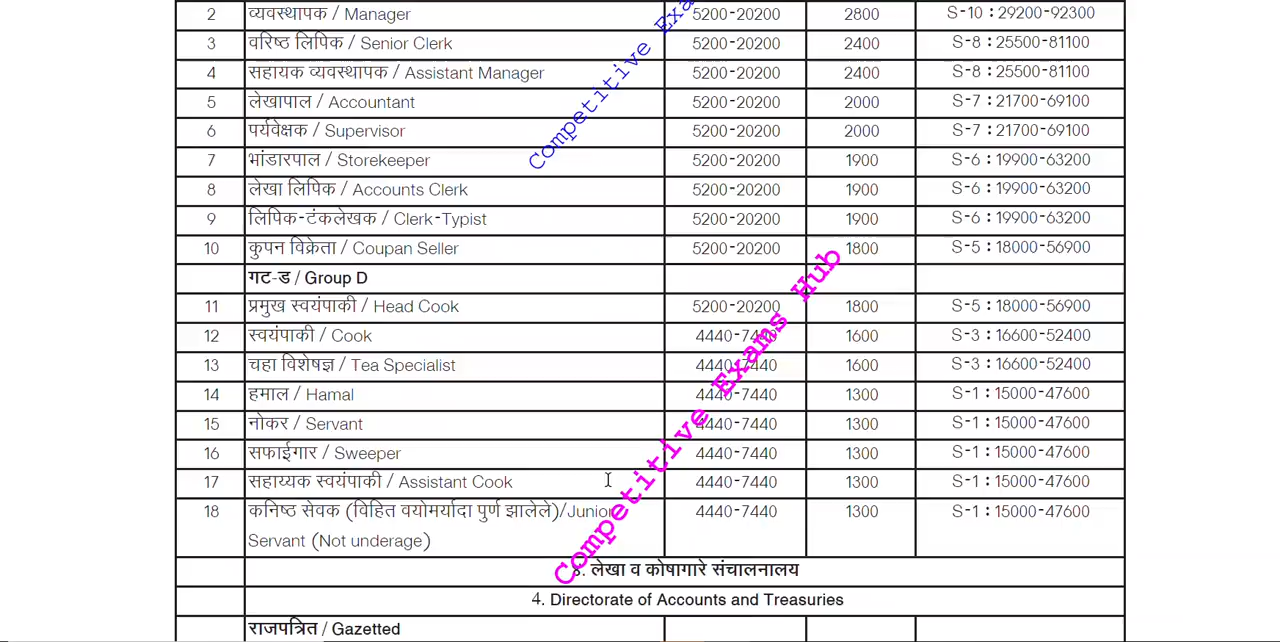 2 व्यवस्थापक / Manager 5200-20200 2800 S-10 : 29200-92300
3 वरिष्ठ लिपिक / Senior Clerk 5200-20200 2400 S-8 : 25500-81100
4 सहायक व्यवस्थापक / Assistant Manager 5200-20200 2400 S-8 : 25500-81100
5 लेखापाल / Accountant 5200-20200 2000 S-7 : 21700-69100
6 पर्यवेक्षक / Supervisor 5200-20200 2000 S-7 : 21700-69100
7 भांडारपाल / Storekeeper 5200-20200 1900 S-6 : 19900-63200
8 लेखा लिपिक / Accounts Clerk 5200-20200 1900 S-6 : 19900-63200
9 लिपिक-टंकलेखक / Clerk-Typist 5200-20200 1900 S-6 : 19900-63200
10 कुपन विक्रेता / Coupan Seller 5200-20200 1800 S-5 : 18000-56900
गट-ड / Group D
11 प्रमुख स्वयंपाकी / Head Cook 5200-20200 1800 S-5 : 18000-56900
12 स्वयंपाकी / Cook 4440-7440 1600 S-3 : 16600-52400
13 चहा विशेषज्ञ / Tea Specialist 4440-7440 1600 S-3 : 16600-52400
14 हमाल / Hamal 4440-7440 1300 S-1 : 15000-47600
15 नोकर / Servant 4440-7440 1300 S-1 : 15000-47600
16 सफाईगार / Sweeper 4440-7440 1300 S-1 : 15000-47600
17 सहाय्यक स्वयंपाकी / Assistant Cook 4440-7440 1300 S-1 : 15000-47600
18 कनिष्ठ सेवक (विहित वयोमर्यादा पुर्ण झालेले)/Junior 4440-7440 1300 S-1 : 15000-47600
Servant (Not underage)
लेखा व कोषागारे संचालनालय
4. Directorate of Accounts and Treasuries
राजपत्रित / Gazetted
Competitive Exa
Competitive Exams Hub